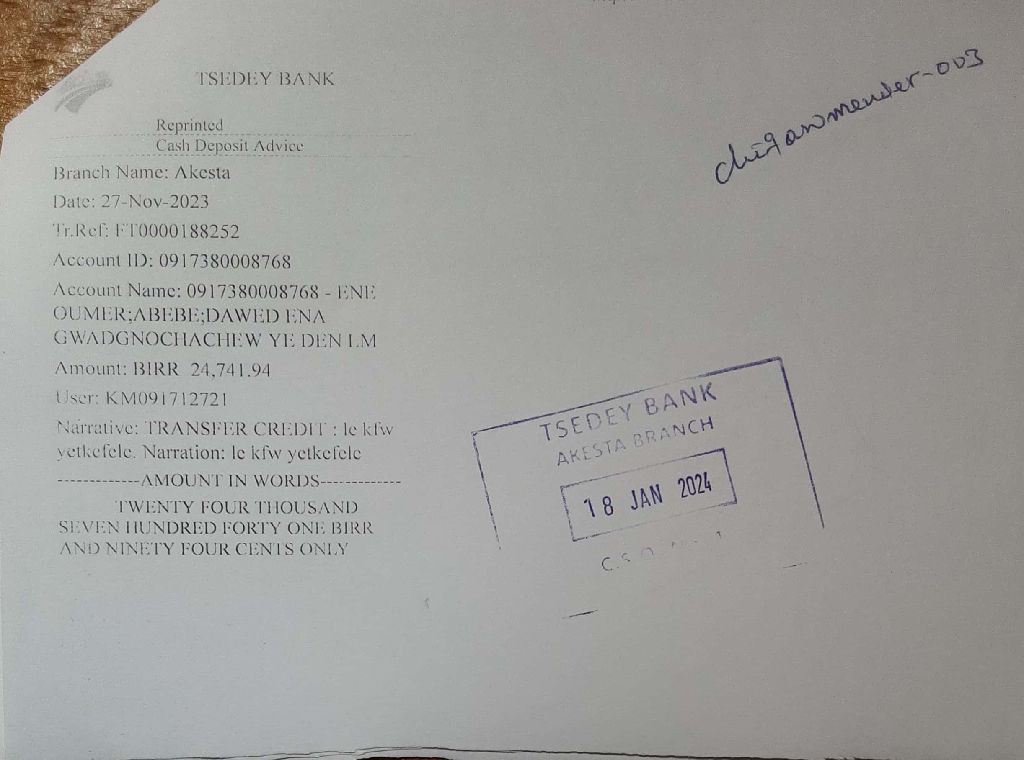 TSEDEY BANK
Reprinted
Cash Deposit Advice
Branch Name: Akesta
Date: 27-Nov-2023
Tr.Ref: FT0000188252
Account ID: 0917380008768
Account Name: 0917380008768 - ENE
OUMER;ABEBE;DAWED ENA
GWADGNOCHACHEW YE DEN LM
Amount: BIRR 24,741.94
User: KM091712721
Narrative: TRANSFER CREDIT : le kfw
yetkefele. Narration: le kfw yetkefele
-------------AMOUNT IN WORDS-------------
TWENTY FOUR THOUSAND
SEVEN HUNDRED FORTY ONE BIRR
AND NINETY FOUR CENTS ONLY
TSEDEY BANK
AKESTA BRANCH
18 JAN 2024